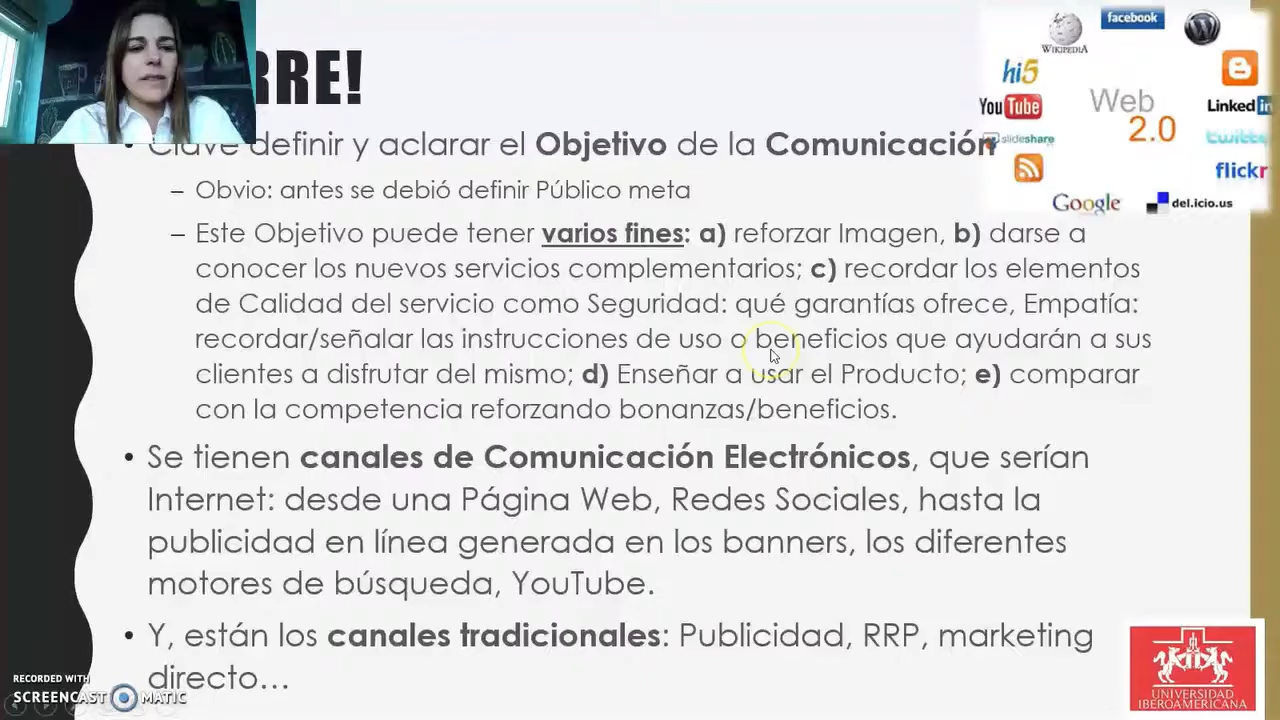 RRE!
Clave definir y aclarar el Objetivo de la Comunicación
– Obvio: antes se debió definir Público meta
– Este Objetivo puede tener varios fines: a) reforzar Imagen, b) darse a
conocer los nuevos servicios complementarios; c) recordar los elementos
de Calidad del servicio como Seguridad: qué garantías ofrece, Empatía:
recordar/señalar las instrucciones de uso o beneficios que ayudarán a sus
clientes a disfrutar del mismo; d) Enseñar a usar el Producto; e) comparar
con la competencia reforzando bonanzas/beneficios.
• Se tienen canales de Comunicación Electrónicos, que serían
Internet: desde una Página Web, Redes Sociales, hasta la
publicidad en línea generada en los banners, los diferentes
motores de búsqueda, YouTube.
• Y, están los canales tradicionales: Publicidad, RRP, marketing
directo…
facebook
WIKIPEDIA
hi5
YouTube
Web
2.0
Linked in
slideshare
twitte
flickr
Google
del.icio.us
RECORDED WITH
SCREENCAST MATIC
UNIVERSIDAD
IBEROAMERICANA